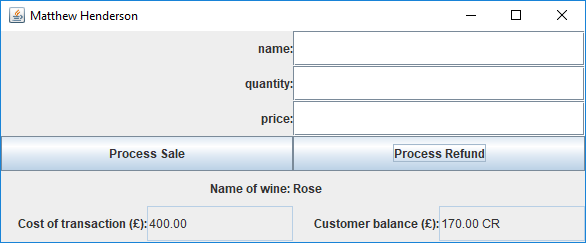 Matthew Henderson
name:
quantity:
price:
Process Sale Process Refund
Name of wine: Rose
Cost of transaction (£): 400.00 Customer balance (£): 170.00 CR